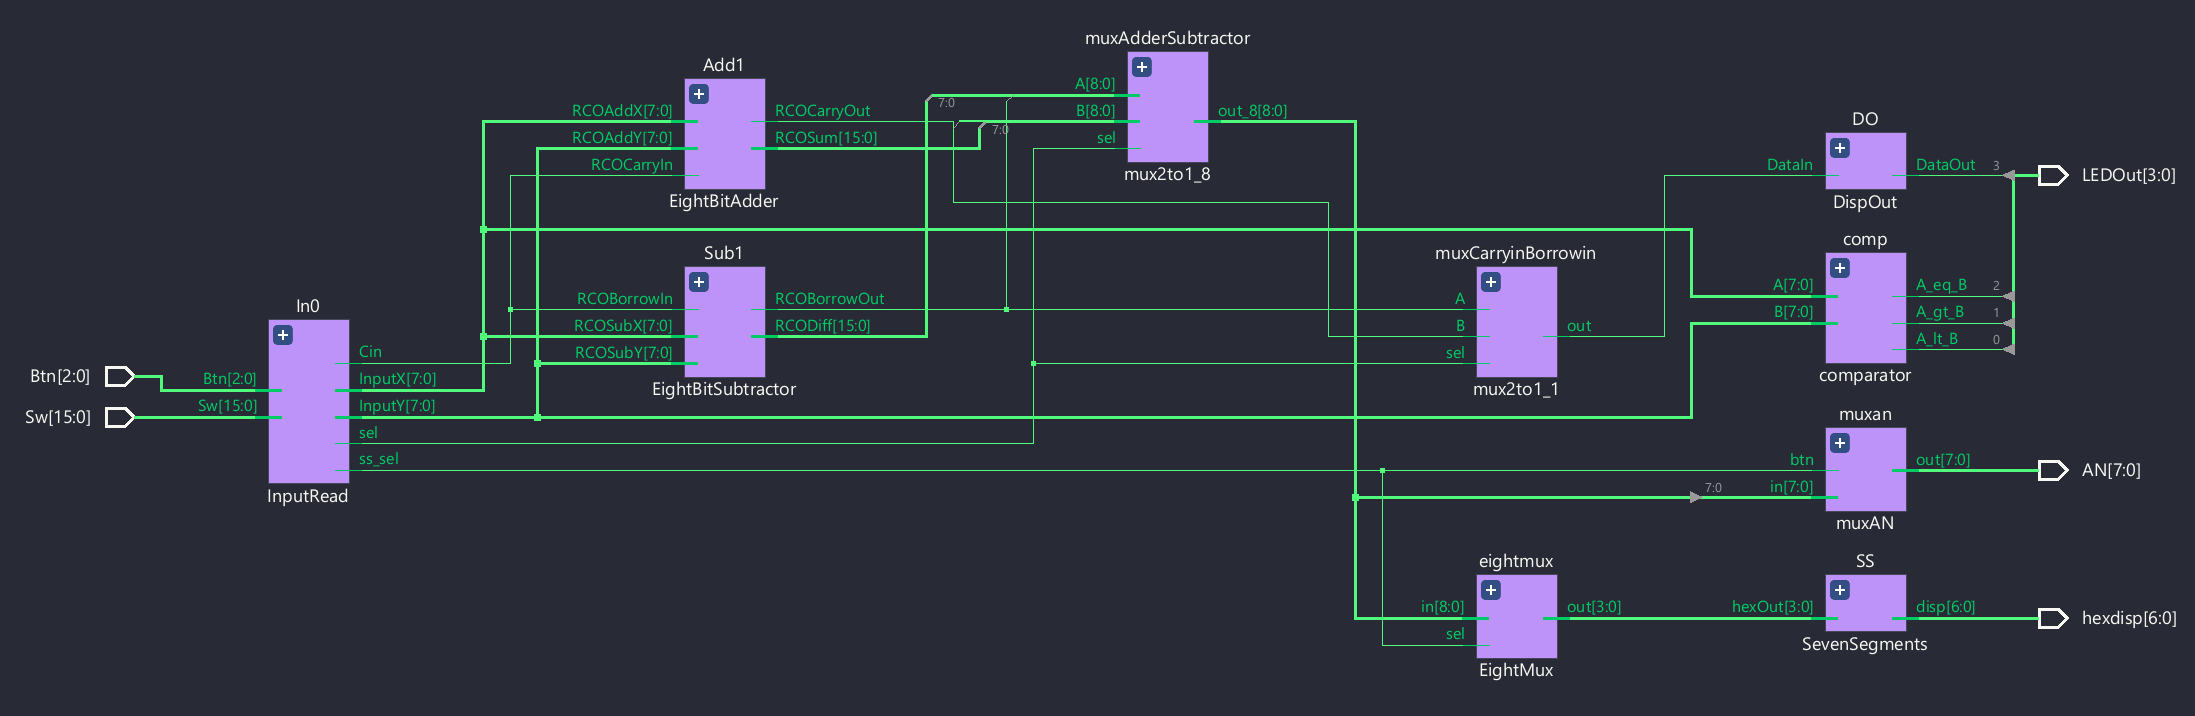 Btn[2:0]
Sw[15:0]
In0
Btn[2:0]
Sw[15:0]
Cin
InputX[7:0]
InputY[7:0]
sel
ss_sel
InputRead
Add1
RCOAddX[7:0]
RCOAddY[7:0]
RCOCarryIn
RCOCarryOut
RCOSum[15:0]
EightBitAdder
Sub1
RCOBorrowIn
RCOSubX[7:0]
RCOSubY[7:0]
RCOBorrowOut
RCODiff[15:0]
EightBitSubtractor
7:0
7:0
muxAdderSubtractor
A[8:0]
B[8:0]
sel
out_8[8:0]
mux2to1_8
muxCarryinBorrowin
A
B
sel
out
mux2to1_1
eightmux
in[8:0]
sel
out[3:0]
EightMux
DO
DataIn
DataOut
3
DispOut
comp
A[7:0]
B[7:0]
A_eq_B
2
A_gt_B
1
A_lt_B
0
comparator
muxan
btn
7:0
in[7:0]
out[7:0]
muxAN
SS
hexOut[3:0]
disp[6:0]
SevenSegments
LEDOut[3:0]
AN[7:0]
hexdisp[6:0]